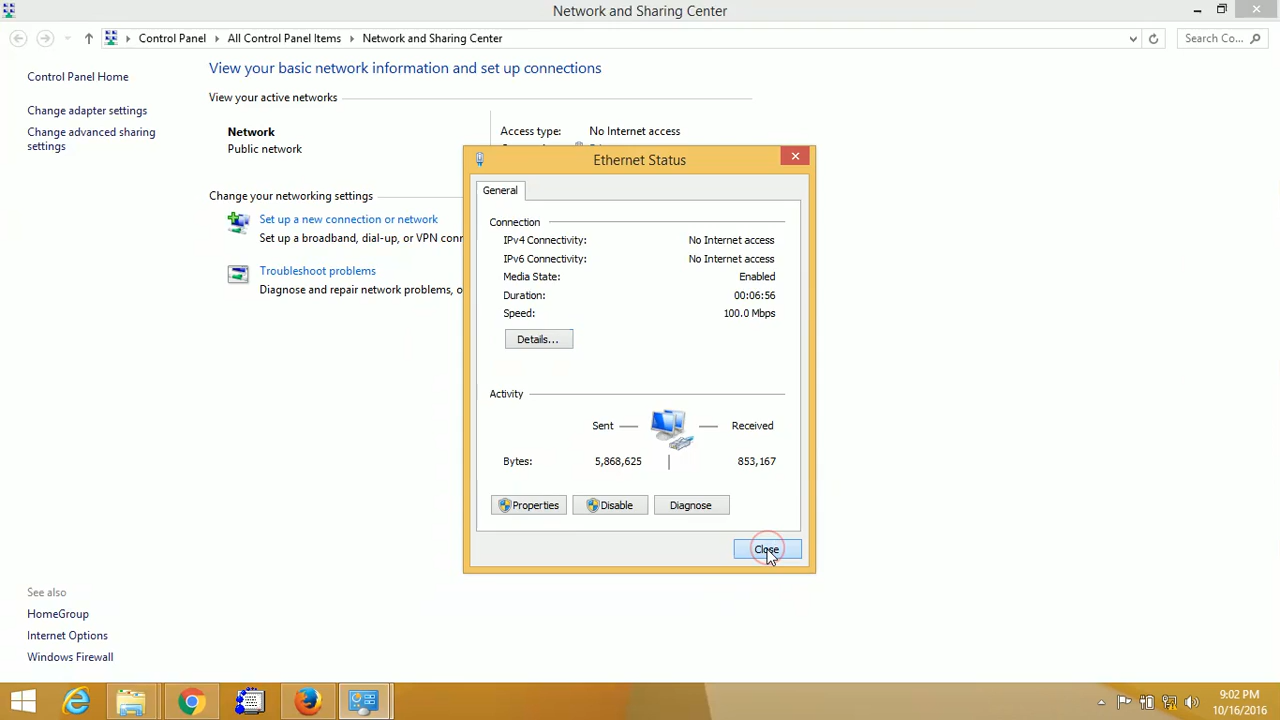 Network and Sharing Center
Control Panel
All Control Panel Items
Network and Sharing Center
Search Co...
Control Panel Home
Change adapter settings
Change advanced sharing
settings
See also
HomeGroup
Internet Options
Windows Firewall
View your basic network information and set up connections
View your active networks
Network
Public network
Access type: No Internet access
Change your networking settings
Set up a new connection or network
Set up a broadband, dial-up, or VPN
Troubleshoot problems
Diagnose and repair network problems,
Ethernet Status
General
Connection
IPv4 Connectivity: No Internet access
IPv6 Connectivity: No Internet access
Media State: Enabled
Duration: 00:06:56
Speed: 100.0 Mbps
Details...
Activity
Sent — — Received
Bytes: 5,868,625 | 853,167
Properties
Disable
Diagnose
Close
9:02 PM
10/16/2016